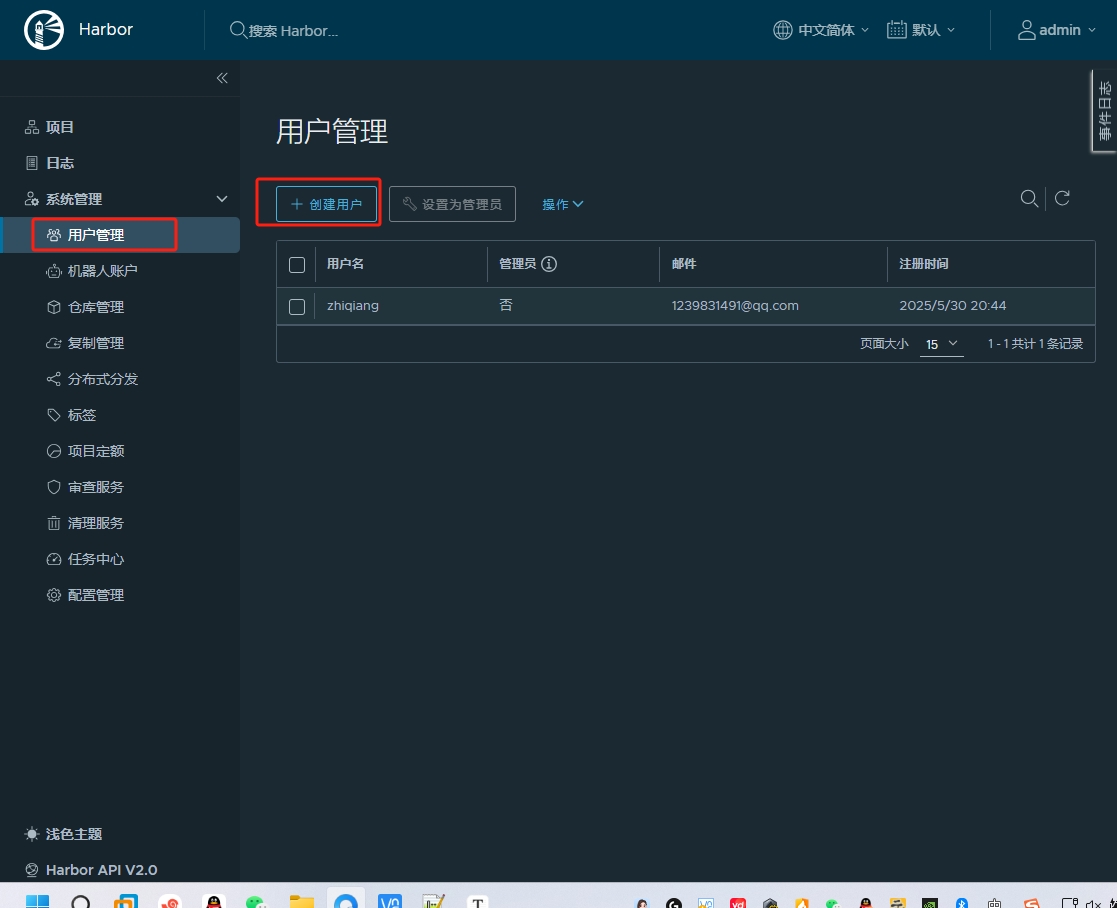 Harbor
搜索 Harbor...
中文简体
默认
admin
事件日志
项目
日志
系统管理
用户管理
机器人账户
仓库管理
复制管理
分布式分发
标签
项目定额
审查服务
清理服务
任务中心
配置管理
浅色主题
Harbor API V2.0
用户管理
创建用户
设置为管理员
操作
用户名 管理员 邮件 注册时间
zhiqiang 否 1239831491@qq.com 2025/5/30 20:44
页面大小 15 1 - 1 共计 1 条记录